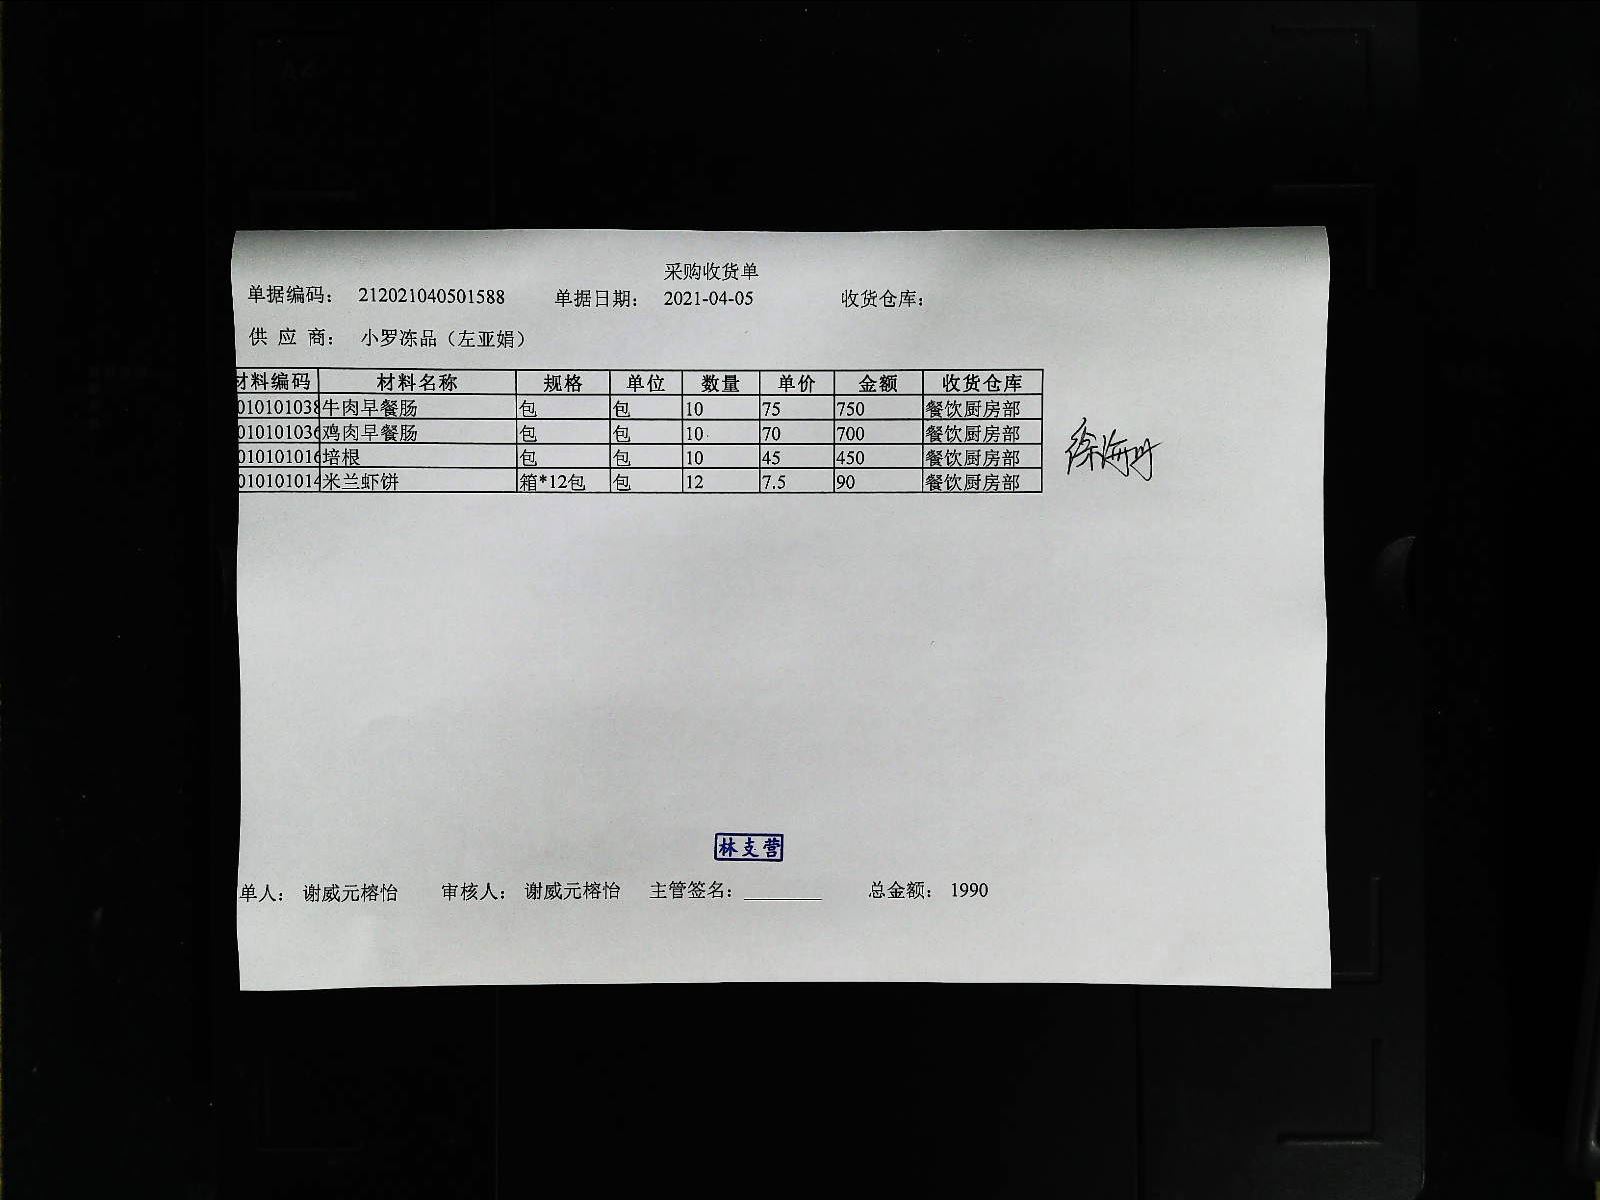 采购收货单
单据编码: 212021040501588 单据日期: 2021-04-05 收货仓库:
供 应 商: 小罗冻品（左亚娟）
材料编码 材料名称 规格 单位 数量 单价 金额 收货仓库
010101038 牛肉早餐肠 包 包 10 75 750 餐饮厨房部
010101036 鸡肉早餐肠 包 包 10 70 700 餐饮厨房部
010101016 培根 包 包 10 45 450 餐饮厨房部
010101014 米兰虾饼 箱*12包 包 12 7.5 90 餐饮厨房部
徐海丹
林支营
单人: 谢威元榕怡 审核人: 谢威元榕怡 主管签名: 总金额: 1990